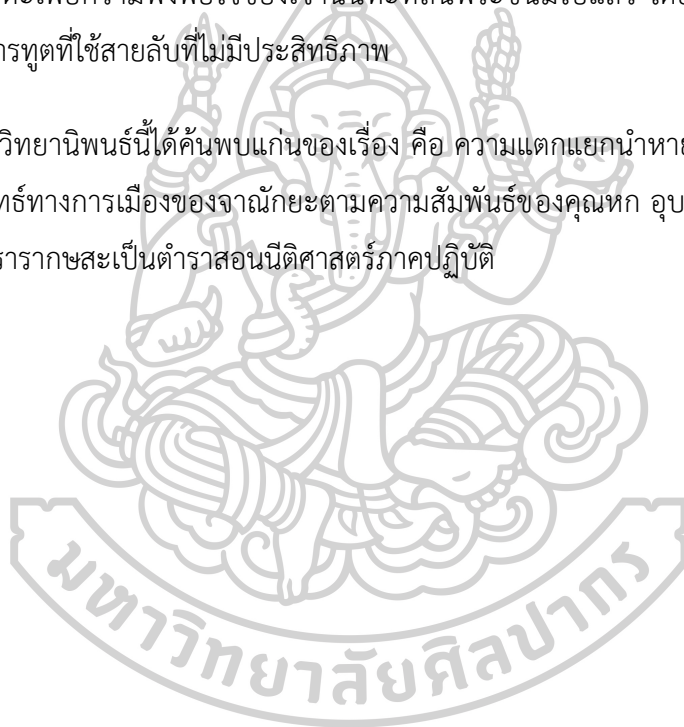 การทูตที่ใช้สายลับที่ไม่มีประสิทธิภาพ
วิทยานิพนธ์นี้ได้ค้นพบแก่นของเรื่อง คือ ความแตกแยกนำหาย
ทธ์ทางการเมืองของจาณักยะตามความสัมพันธ์ของคุณหก อุบ
รารากษสะเป็นตำราสอนนีติศาสตร์ภาคปฏิบัติ
มหาวิทยาลัยศิลปากร